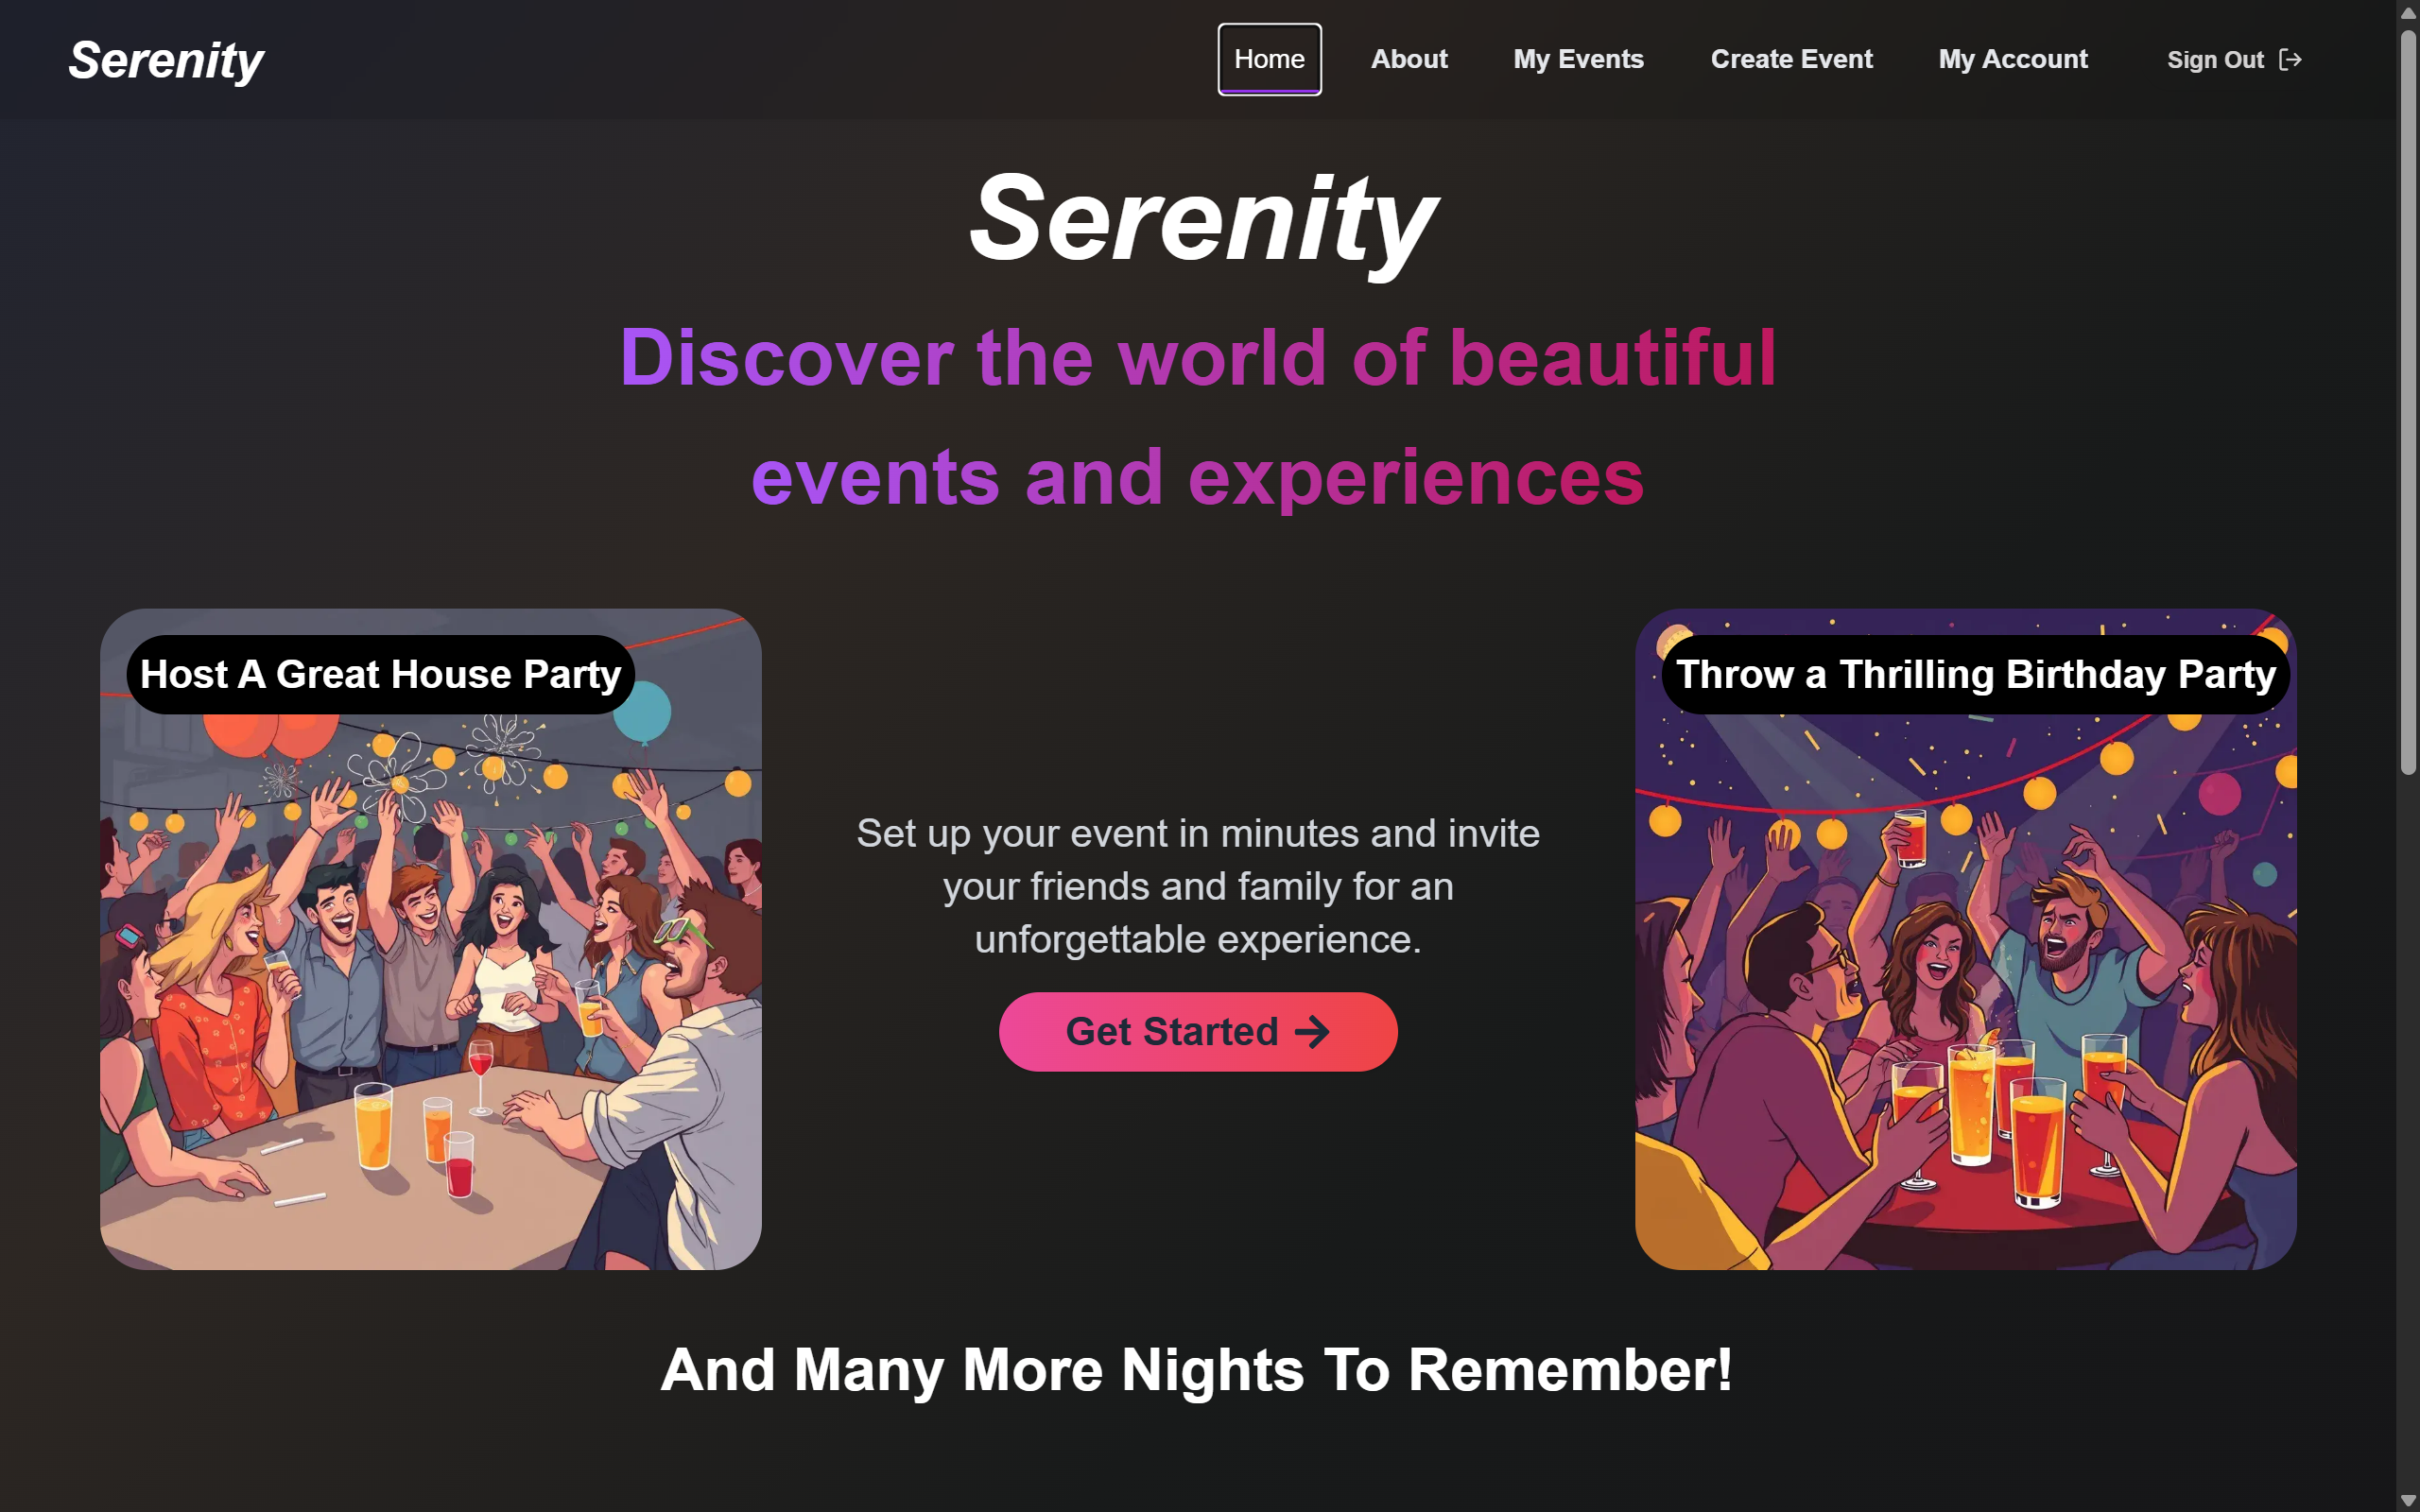 Serenity
Home About My Events Create Event My Account Sign Out
Serenity
Discover the world of beautiful
events and experiences
Host A Great House Party
Throw a Thrilling Birthday Party
Set up your event in minutes and invite
your friends and family for an
unforgettable experience.
Get Started
And Many More Nights To Remember!